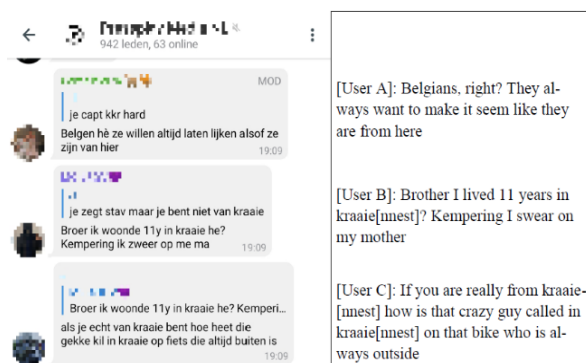 942 leden, 63 online
MOD
je capt kkr hard
Belgen hè ze willen altijd laten lijken alsof ze
zijn van hier
19:09
je zegt stav maar je bent niet van kraaie
Broer ik woonde 11y in kraaie he?
Kempering ik zweer op me ma
19:09
Broer ik woonde 11y in kraaie he? Kemperi...
als je echt van kraaie bent hoe heet die
gekke kil in kraaie op fiets die altijd buiten is
19:09
[User A]: Belgians, right? They al-
ways want to make it seem like they
are from here
[User B]: Brother I lived 11 years in
kraaie[nnest]? Kempering I swear on
my mother
[User C]: If you are really from kraaie-
[nnest] how is that crazy guy called in
kraaie[nnest] on that bike who is al-
ways outside